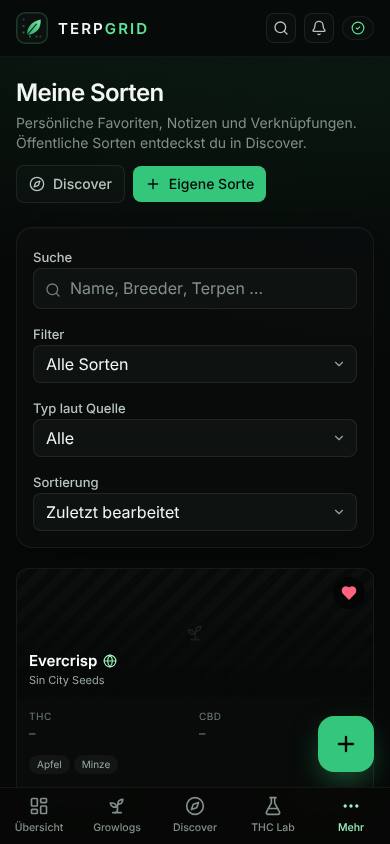 TERPGRID
Meine Sorten
Persönliche Favoriten, Notizen und Verknüpfungen.
Öffentliche Sorten entdeckst du in Discover.
Discover
Eigene Sorte
Suche
Name, Breeder, Terpen ...
Filter
Alle Sorten
Typ laut Quelle
Alle
Sortierung
Zuletzt bearbeitet
Evercrisp
Sin City Seeds
THC CBD
– –
Apfel Minze
Übersicht Growlogs Discover THC Lab Mehr